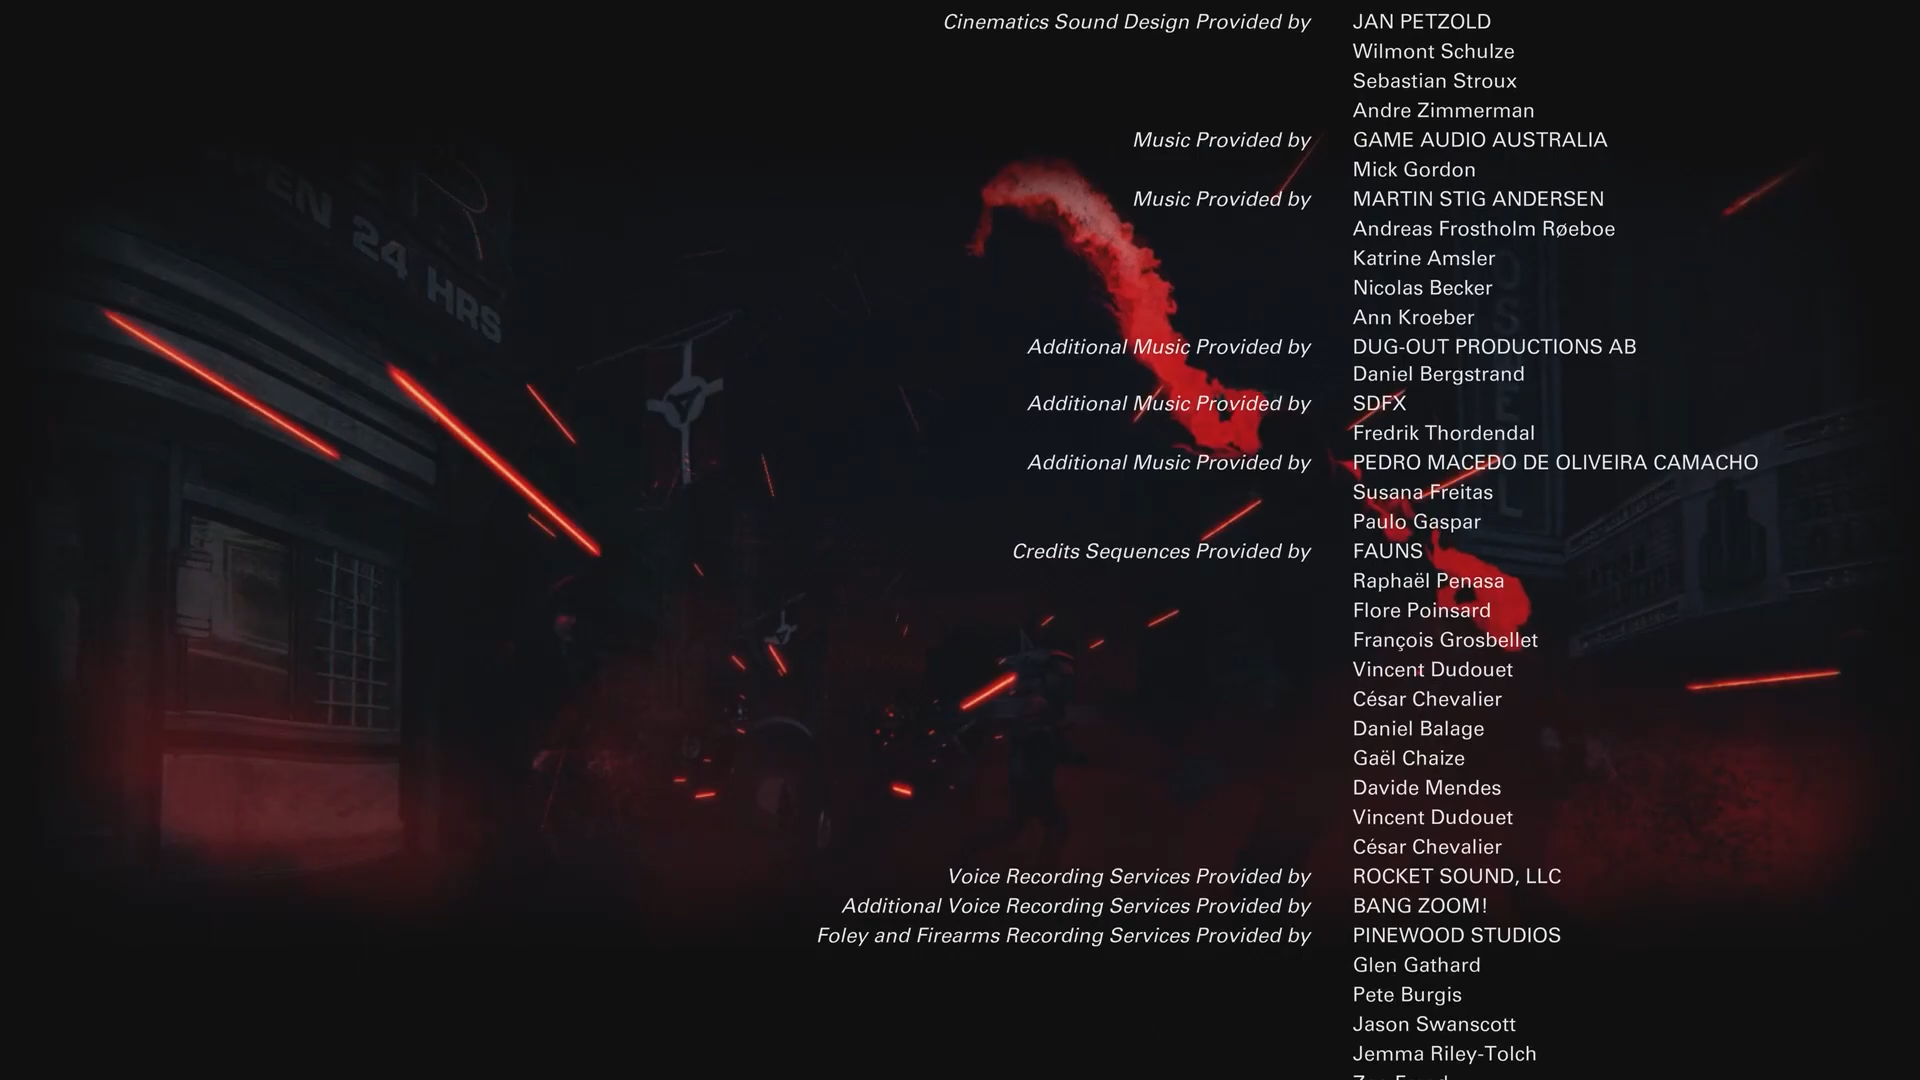 Cinematics Sound Design Provided by JAN PETZOLD
Wilmont Schulze
Sebastian Stroux
Andre Zimmerman
Music Provided by GAME AUDIO AUSTRALIA
Mick Gordon
Music Provided by MARTIN STIG ANDERSEN
Andreas Frostholm Røeboe
Katrine Amsler
Nicolas Becker
Ann Kroeber
Additional Music Provided by DUG-OUT PRODUCTIONS AB
Daniel Bergstrand
Additional Music Provided by SDFX
Fredrik Thordendal
Additional Music Provided by PEDRO MACEDO DE OLIVEIRA CAMACHO
Susana Freitas
Paulo Gaspar
Credits Sequences Provided by FAUNS
Raphaël Penasa
Flore Poinsard
François Grosbellet
Vincent Dudouet
César Chevalier
Daniel Balage
Gaël Chaize
Davide Mendes
Vincent Dudouet
César Chevalier
Voice Recording Services Provided by ROCKET SOUND, LLC
Additional Voice Recording Services Provided by BANG ZOOM!
Foley and Firearms Recording Services Provided by PINEWOOD STUDIOS
Glen Gathard
Pete Burgis
Jason Swanscott
Jemma Riley-Tolch
24 HRS